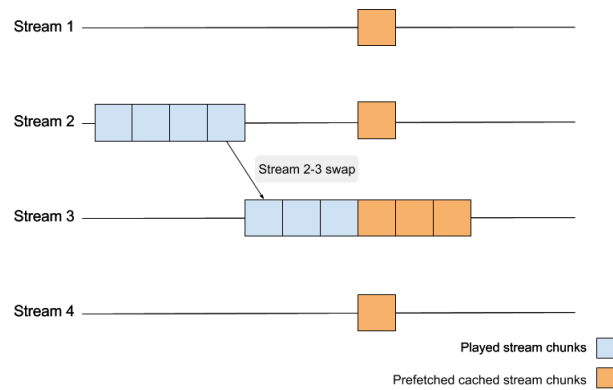 Stream 1
Stream 2
Stream 2-3 swap
Stream 3
Stream 4
Played stream chunks
Prefetched cached stream chunks